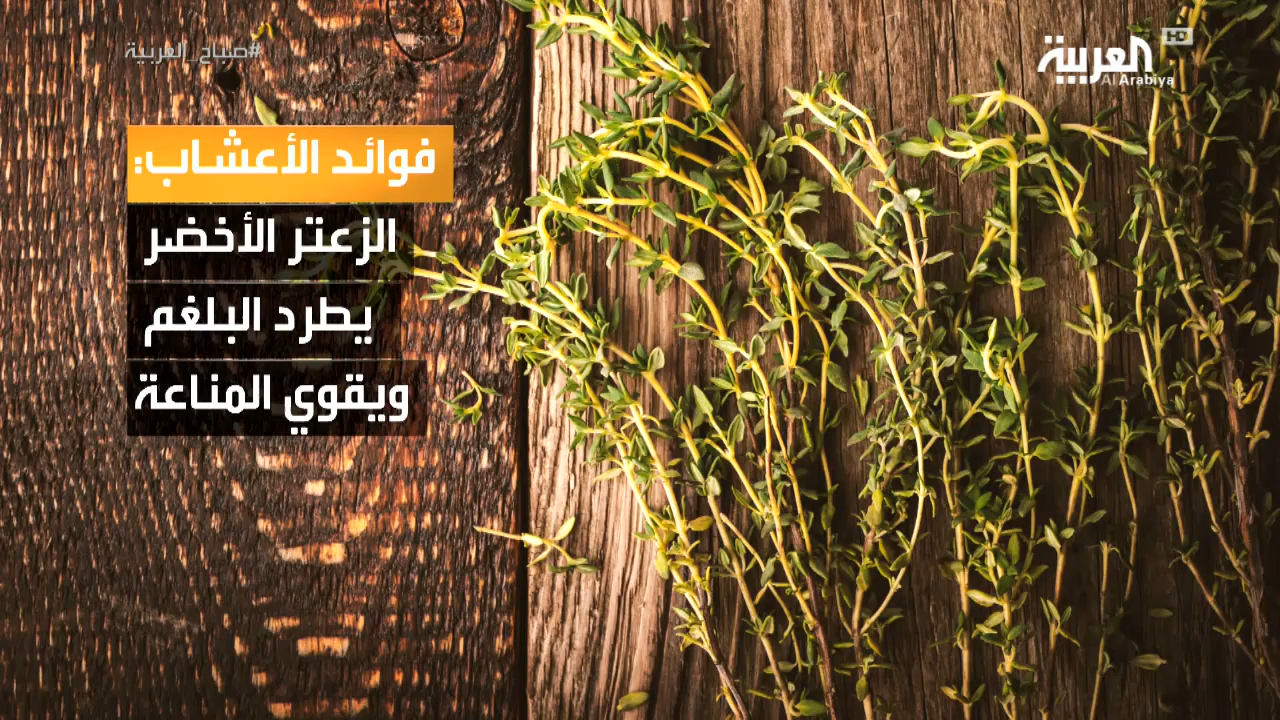 #صباح_العربية
العربية
HD
Al Arabiya
فوائد الأعشاب:
الزعتر الأخضر
يطرد البلغم
ويقوي المناعة